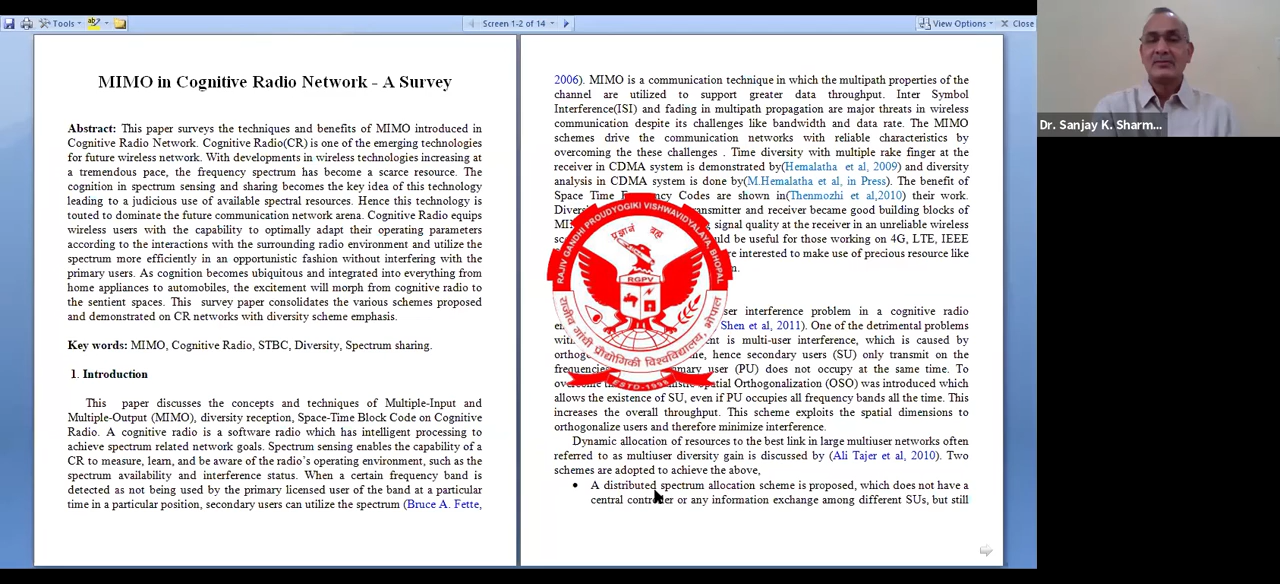 Tools
Screen 1-2 of 14
View Options
Close
MIMO in Cognitive Radio Network - A Survey
Abstract: This paper surveys the techniques and benefits of MIMO introduced in
Cognitive Radio Network. Cognitive Radio(CR) is one of the emerging technologies
for future wireless network. With developments in wireless technologies increasing at
a tremendous pace, the frequency spectrum has become a scarce resource. The
cognition in spectrum sensing and sharing becomes the key idea of this technology
leading to a judicious use of available spectral resources. Hence this technology is
touted to dominate the future communication network arena. Cognitive Radio equips
wireless users with the capability to optimally adapt their operating parameters
according to the interactions with the surrounding radio environment and utilize the
spectrum more efficiently in an opportunistic fashion without interfering with the
primary users. As cognition becomes ubiquitous and integrated into everything from
home appliances to automobiles, the excitement will morph from cognitive radio to
the sentient spaces. This survey paper consolidates the various schemes proposed
and demonstrated on CR networks with diversity scheme emphasis.
Key words: MIMO, Cognitive Radio, STBC, Diversity, Spectrum sharing.
1. Introduction
This paper discusses the concepts and techniques of Multiple-Input and
Multiple-Output (MIMO), diversity reception, Space-Time Block Code on Cognitive
Radio. A cognitive radio is a software radio which has intelligent processing to
achieve spectrum related network goals. Spectrum sensing enables the capability of a
CR to measure, learn, and be aware of the radio's operating environment, such as the
spectrum availability and interference status. When a certain frequency band is
detected as not being used by the primary licensed user of the band at a particular
time in a particular position, secondary users can utilize the spectrum (Bruce A. Fette,
2006). MIMO is a communication technique in which the multipath properties of the
channel are utilized to support greater data throughput. Inter Symbol
Interference(ISI) and fading in multipath propagation are major threats in wireless
communication despite its challenges like bandwidth and data rate. The MIMO
schemes drive the communication networks with reliable characteristics by
overcoming the these challenges . Time diversity with multiple rake finger at the
receiver in CDMA system is demonstrated by(Hemalatha et al, 2009) and diversity
analysis in CDMA system is done by(M.Hemalatha et al, in Press). The benefit of
Space Time Codes are shown in(Thenmozhi et al,2010) their work.
transmitter and receiver became good building blocks of
signal quality at the receiver in an unreliable wireless
be useful for those working on 4G, LTE, IEEE
interested to make use of precious resource like
interference problem in a cognitive radio
Shen et al, 2011). One of the detrimental problems
is multi-user interference, which is caused by
hence secondary users (SU) only transmit on the
frequencies user (PU) does not occupy at the same time. To
Orthogonalization (OSO) was introduced which
allows the existence of SU, even if PU occupies all frequency bands all the time. This
increases the overall throughput. This scheme exploits the spatial dimensions to
orthogonalize users and therefore minimize interference.
Dynamic allocation of resources to the best link in large multiuser networks often
referred to as multiuser diversity gain is discussed by (Ali Tajer et al, 2010). Two
schemes are adopted to achieve the above,
• A distributed spectrum allocation scheme is proposed, which does not have a
central controller or any information exchange among different SUs, but still
RAJIV GANDHI PROUDYOGIKI VISHWAVIDYALAYA, BHOPAL
प्रज्ञानं ब्रह्म
RGPV
राजीव गांधी प्रौद्योगिकी विश्वविद्यालय, भोपाल
ESTD-1998
Dr. Sanjay K. Sharm...